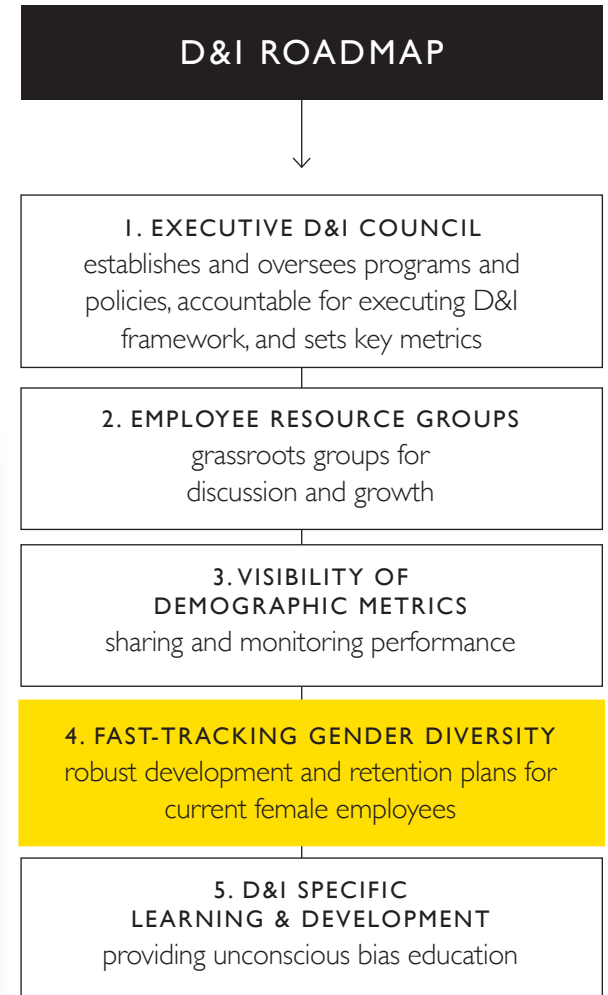 D&I ROADMAP
1. EXECUTIVE D&I COUNCIL
establishes and oversees programs and
policies, accountable for executing D&I
framework, and sets key metrics
2. EMPLOYEE RESOURCE GROUPS
grassroots groups for
discussion and growth
3. VISIBILITY OF
DEMOGRAPHIC METRICS
sharing and monitoring performance
4. FAST-TRACKING GENDER DIVERSITY
robust development and retention plans for
current female employees
5. D&I SPECIFIC
LEARNING & DEVELOPMENT
providing unconscious bias education